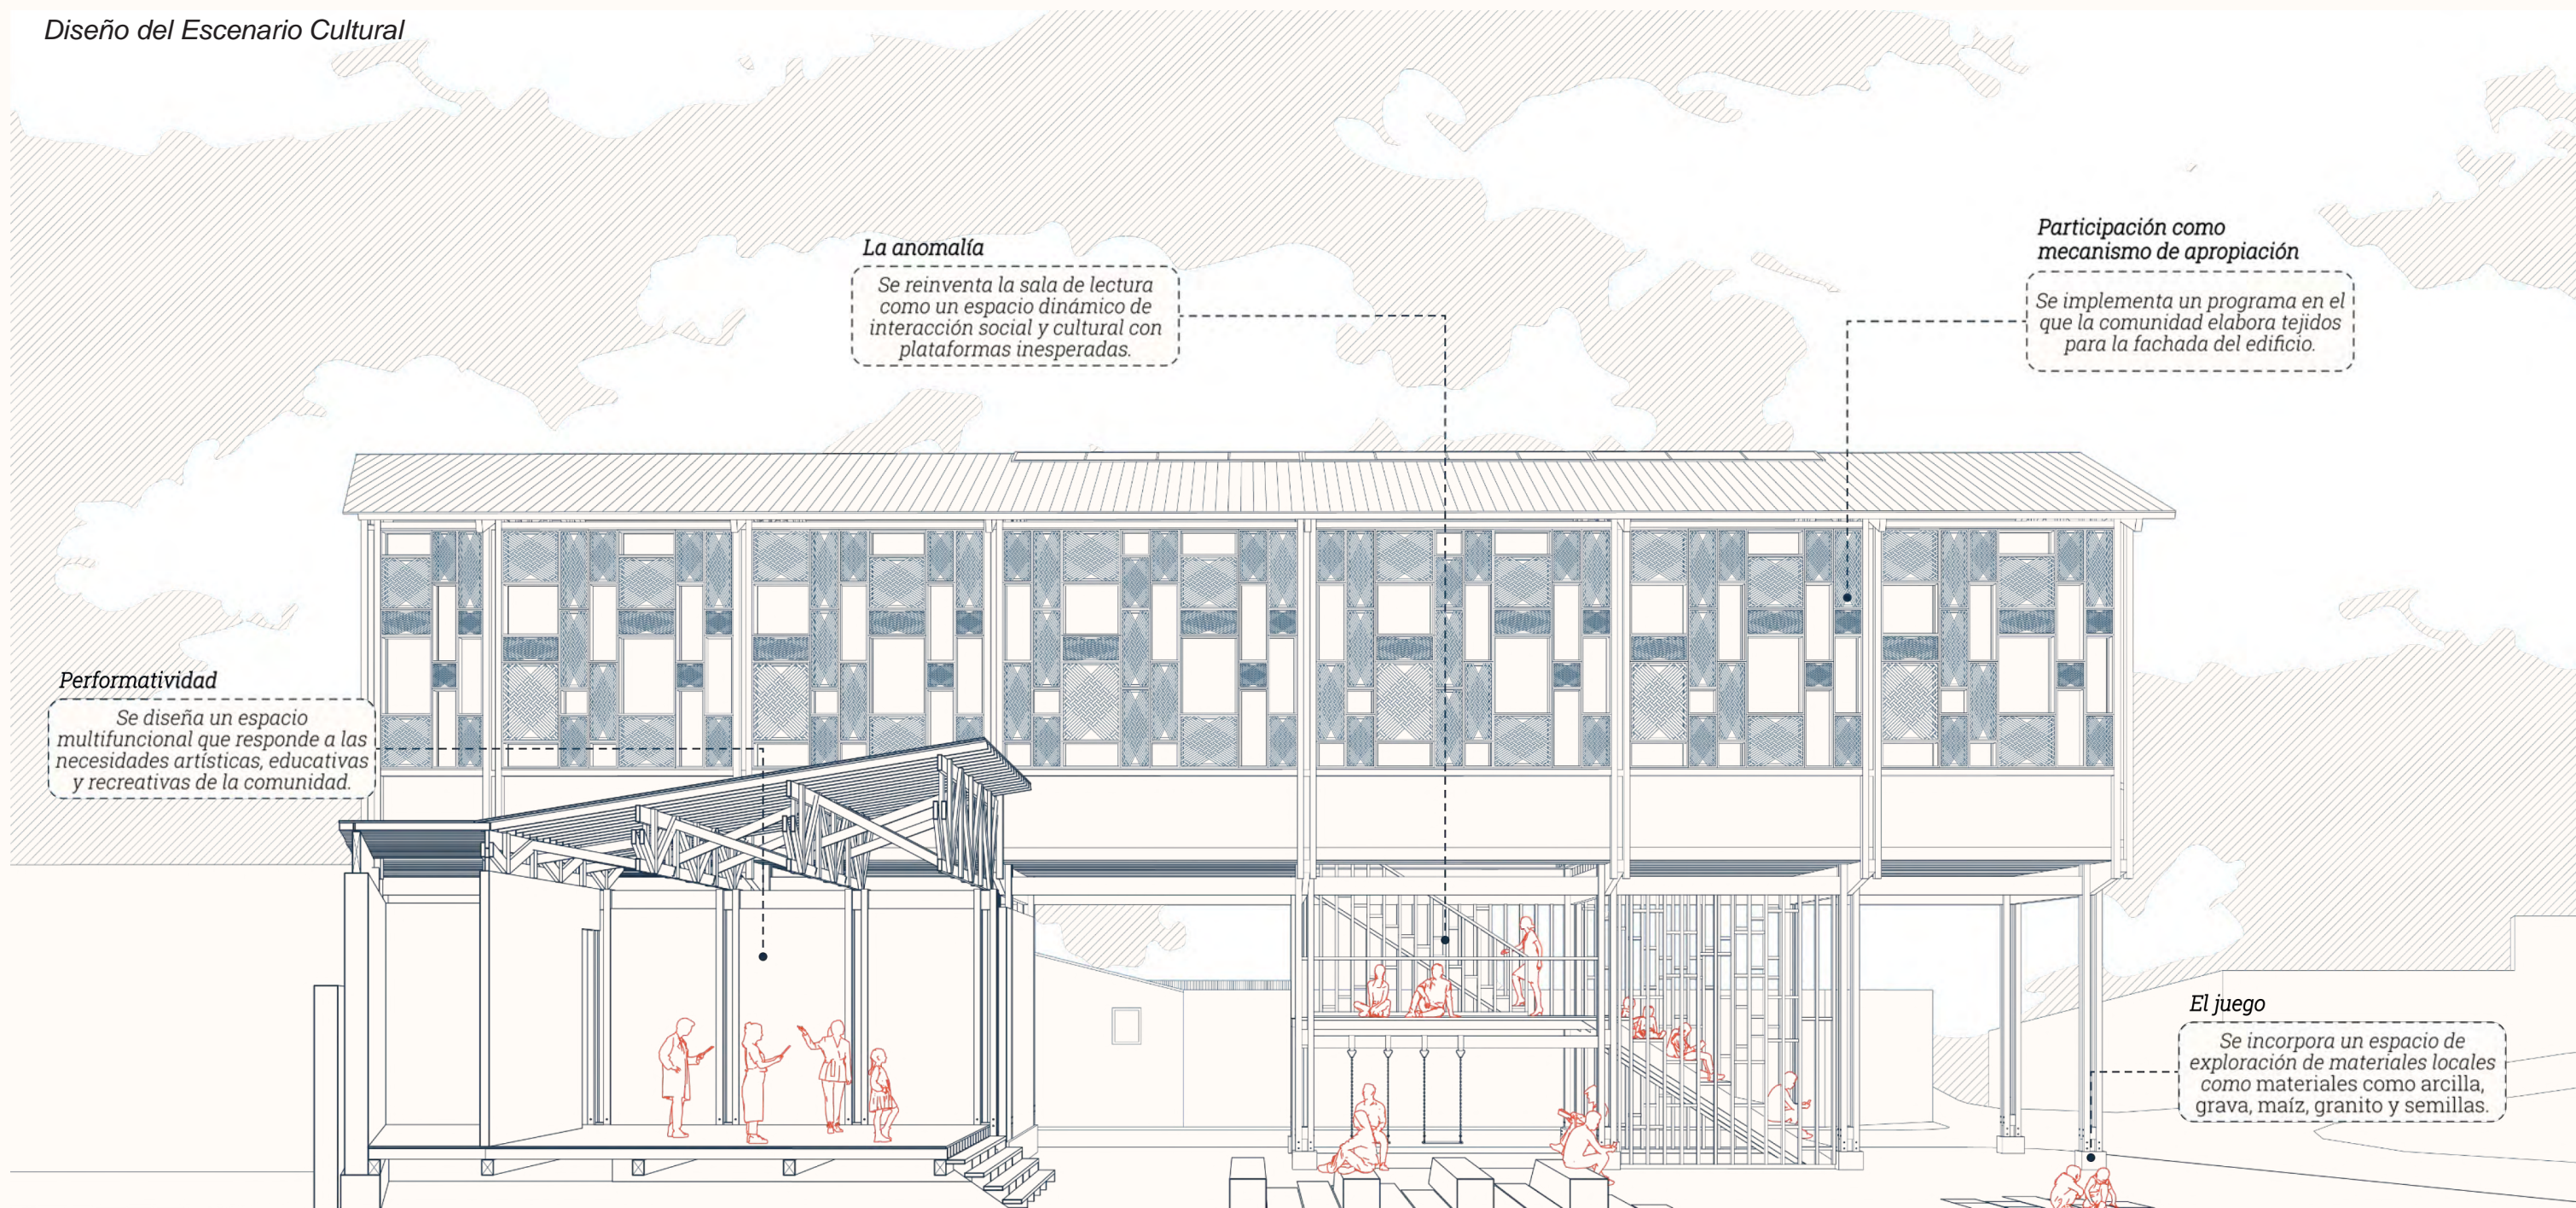 Diseño del Escenario Cultural
La anomalía
Se reinventa la sala de lectura
como un espacio dinámico de
interacción social y cultural con
plataformas inesperadas.
Participación como
mecanismo de apropiación
Se implementa un programa en el
que la comunidad elabora tejidos
para la fachada del edificio.
Performatividad
Se diseña un espacio
multifuncional que responde a las
necesidades artísticas, educativas
y recreativas de la comunidad.
El juego
Se incorpora un espacio de
exploración de materiales locales
como materiales como arcilla,
grava, maíz, granito y semillas.